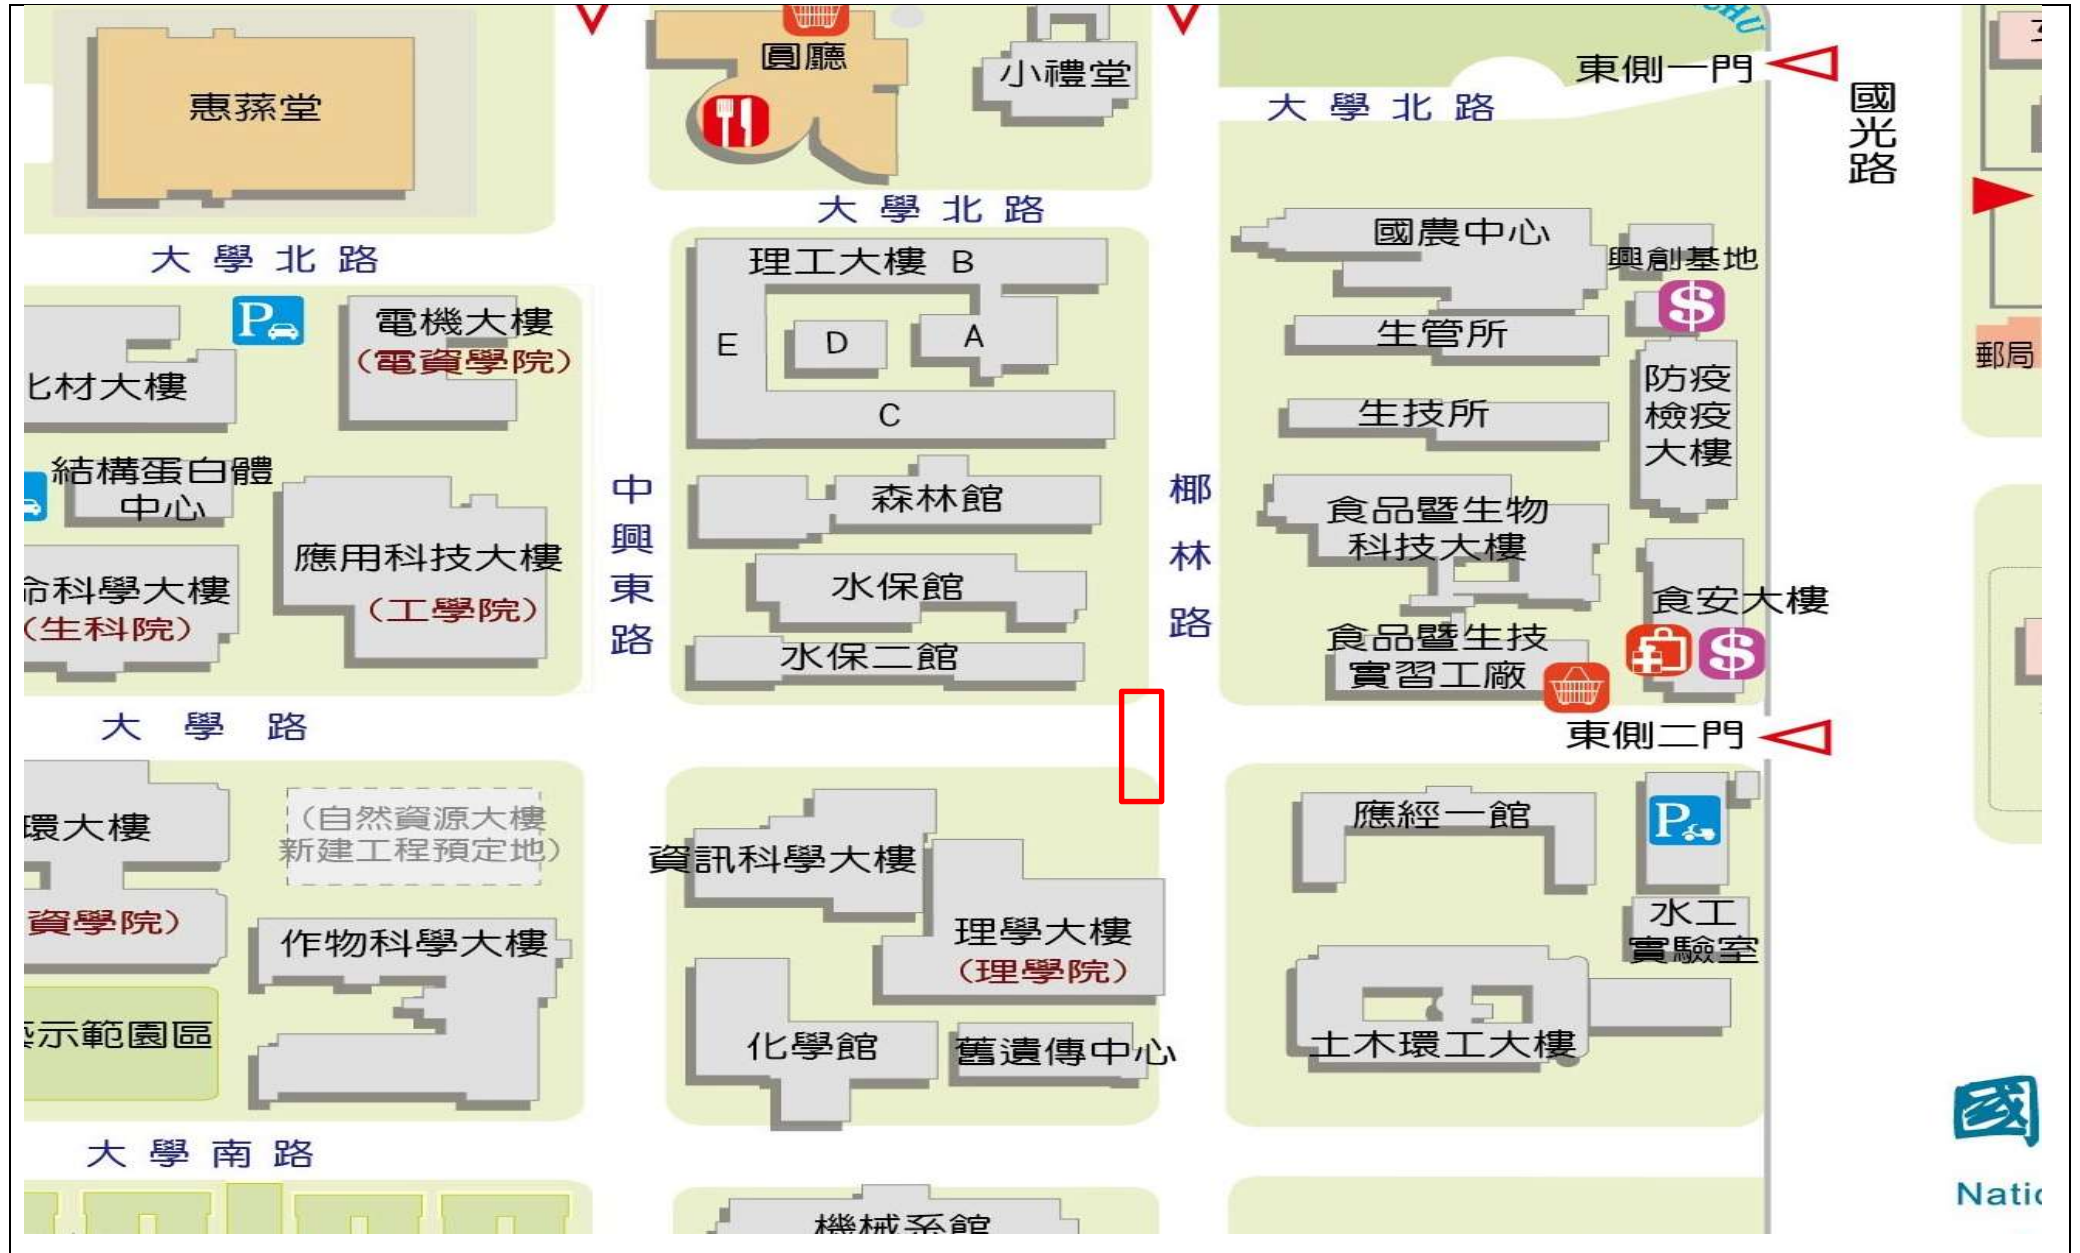 圓廳
小禮堂
東側一門
惠蓀堂
大學北路
國光路
大學北路
大學北路
理工大樓 B
國農中心
興創基地
P
電機大樓
(電資學院)
E
D
A
生管所
$
郵局
材大樓
C
生技所
防疫
檢疫
大樓
結構蛋白體
中心
中興東路
森林館
椰林路
食品暨生物
科技大樓
應用科技大樓
(工學院)
水保館
命科學大樓
(生科院)
食安大樓
水保二館
食品暨生技
實習工廠
$
大學路
東側二門
環大樓
(自然資源大樓
新建工程預定地)
資訊科學大樓
應經一館
P
資學院)
作物科學大樓
理學大樓
(理學院)
水工
實驗室
示範園區
化學館
舊遺傳中心
土木環工大樓
大學南路
國
Natio
機械系館